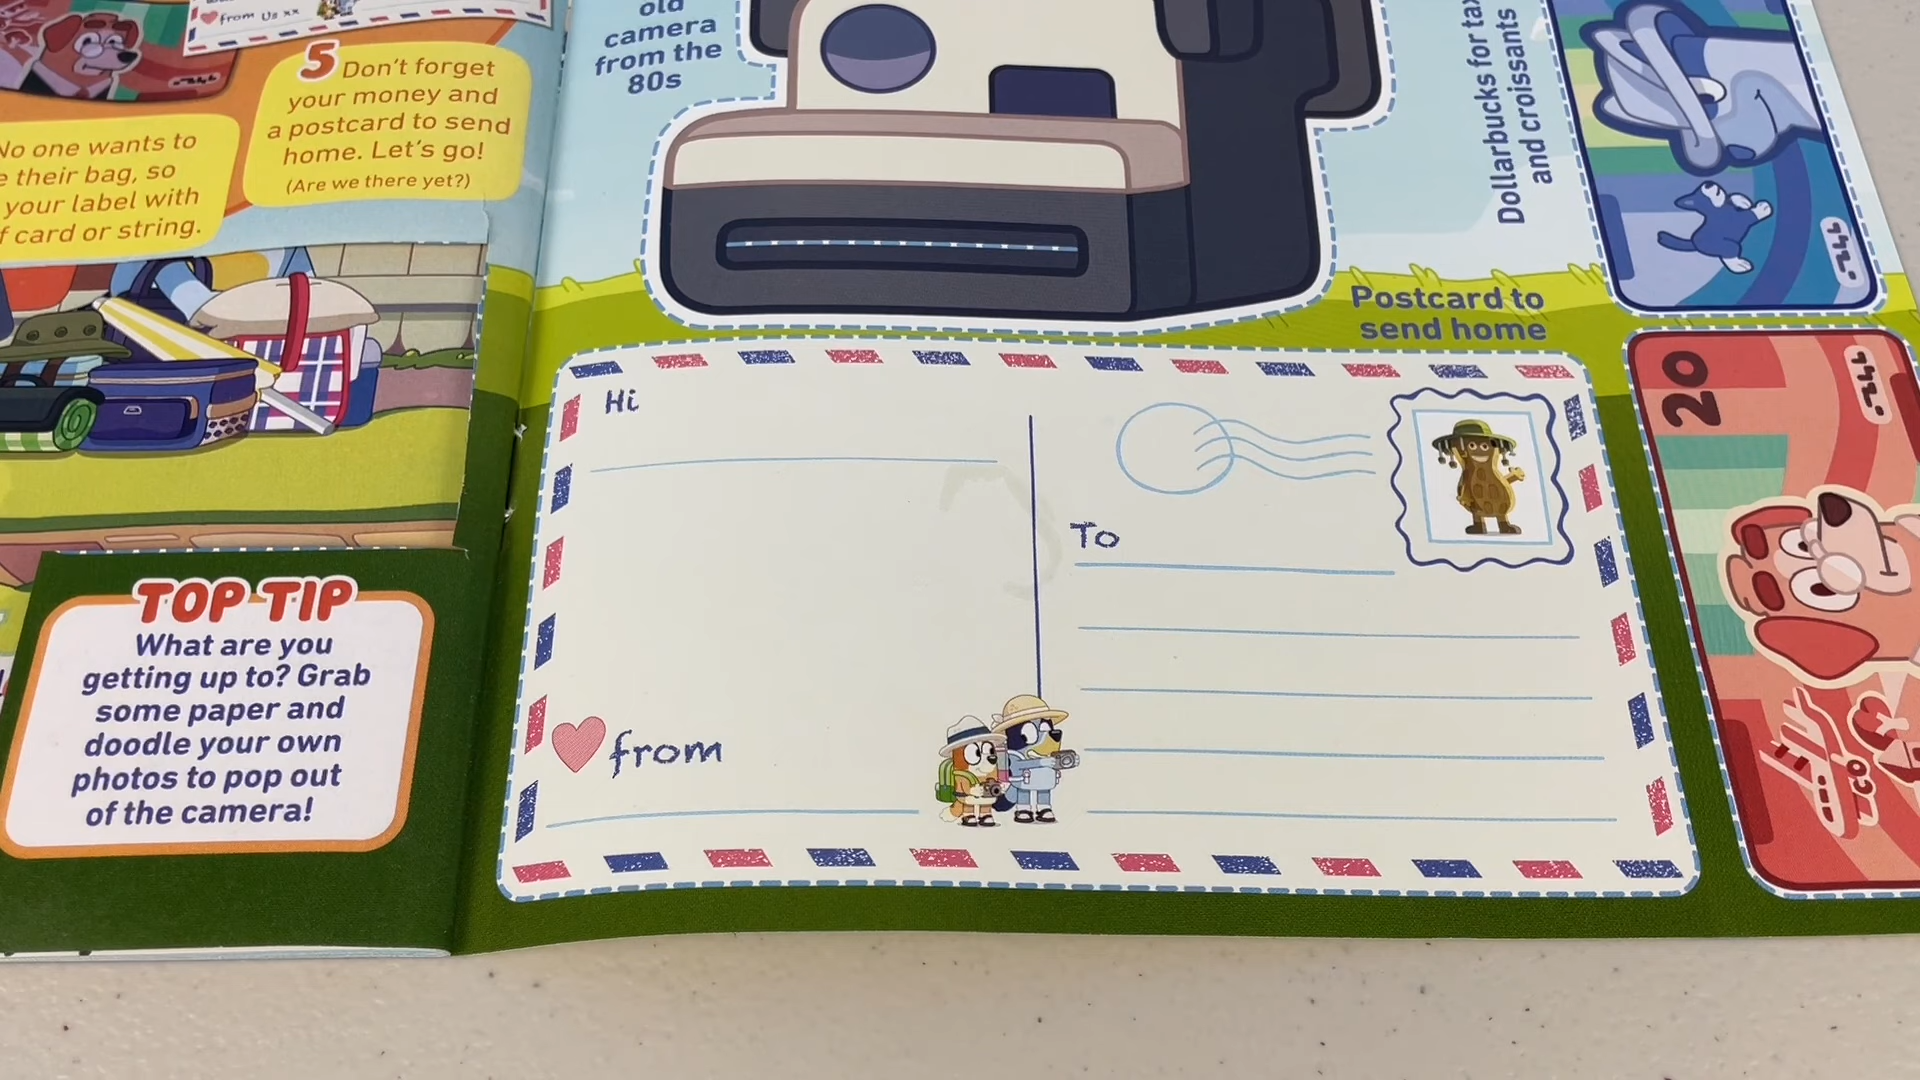 from Us xx
5 Don't forget
your money and
a postcard to send
home. Let's go!
(Are we there yet?)
No one wants to
their bag, so
your label with
card or string.
TOP TIP
What are you
getting up to? Grab
some paper and
doodle your own
photos to pop out
of the camera!
old
camera
from the
80s
Dollarbucks for
and croissants
Postcard to
send home
Hi
from
To
20